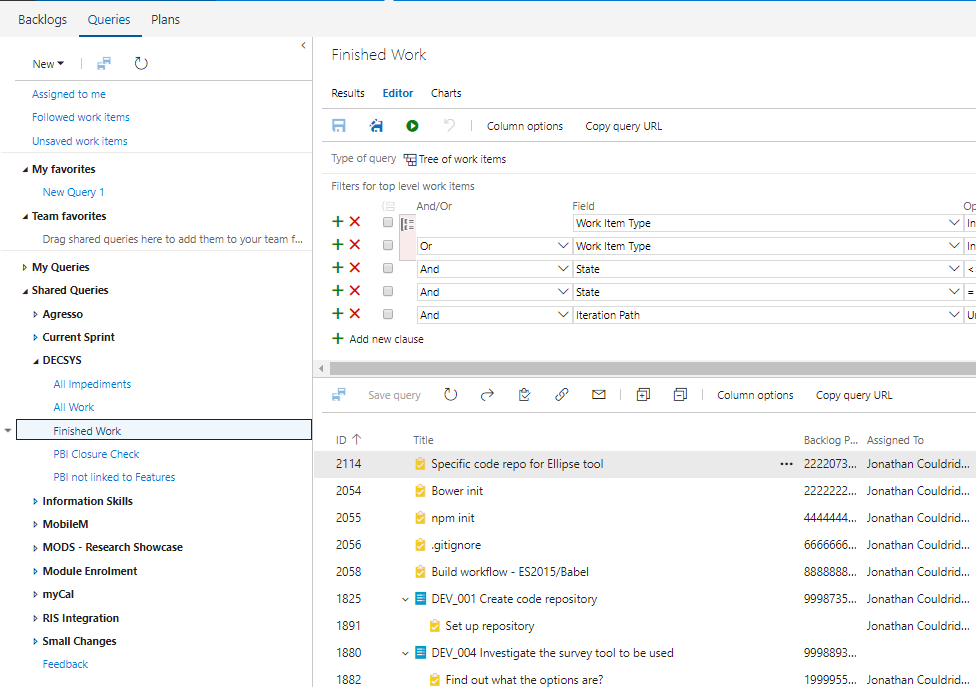 Backlogs Queries Plans
New
Assigned to me
Followed work items
Unsaved work items
My favorites
New Query 1
Team favorites
Drag shared queries here to add them to your team f...
My Queries
Shared Queries
Agresso
Current Sprint
DECSYS
All Impediments
All Work
Finished Work
PBI Closure Check
PBI not linked to Features
Information Skills
MobileM
MODS - Research Showcase
Module Enrolment
myCal
RIS Integration
Small Changes
Feedback
Finished Work
Results Editor Charts
Column options Copy query URL
Type of query Tree of work items
Filters for top level work items
And/Or Field Op
Work Item Type In
Or Work Item Type In
And State <
And State =
And Iteration Path Un
Add new clause
Save query Column options Copy query URL
ID Title Backlog P... Assigned To
2114 Specific code repo for Ellipse tool ... 2222073... Jonathan Couldrid...
2054 Bower init 2222222... Jonathan Couldrid...
2055 npm init 4444444... Jonathan Couldrid...
2056 .gitignore 6666666... Jonathan Couldrid...
2058 Build workflow - ES2015/Babel 8888888... Jonathan Couldrid...
1825 DEV_001 Create code repository 9998735... Jonathan Couldrid...
1891 Set up repository Jonathan Couldrid...
1880 DEV_004 Investigate the survey tool to be used 9998893...
1882 Find out what the options are? 1999955... Jonathan Couldrid...